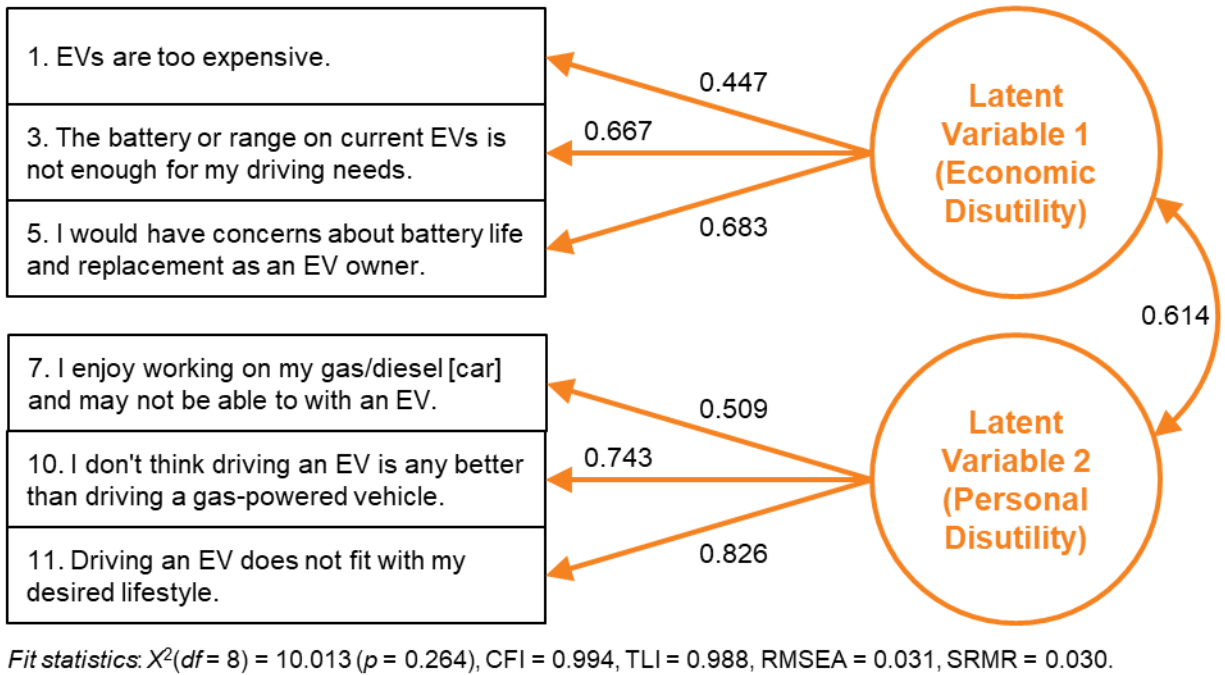 1. EVs are too expensive.
3. The battery or range on current EVs is
not enough for my driving needs.
5. I would have concerns about battery life
and replacement as an EV owner.
0.447
0.667
0.683
Latent
Variable 1
(Economic
Disutility)
0.614
7. I enjoy working on my gas/diesel [car]
and may not be able to with an EV.
10. I don't think driving an EV is any better
than driving a gas-powered vehicle.
11. Driving an EV does not fit with my
desired lifestyle.
0.509
0.743
0.826
Latent
Variable 2
(Personal
Disutility)
Fit statistics: X²(df = 8) = 10.013 (p = 0.264), CFI = 0.994, TLI = 0.988, RMSEA = 0.031, SRMR = 0.030.